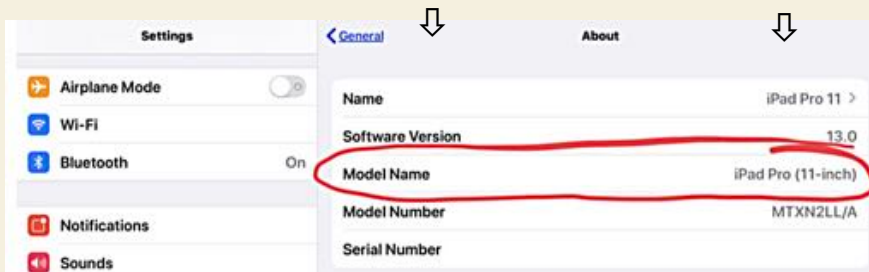 Settings
General
About
Airplane Mode
Wi-Fi
Bluetooth On
Notifications
Sounds
Name iPad Pro 11
Software Version 13.0
Model Name iPad Pro (11-inch)
Model Number MTXN2LL/A
Serial Number